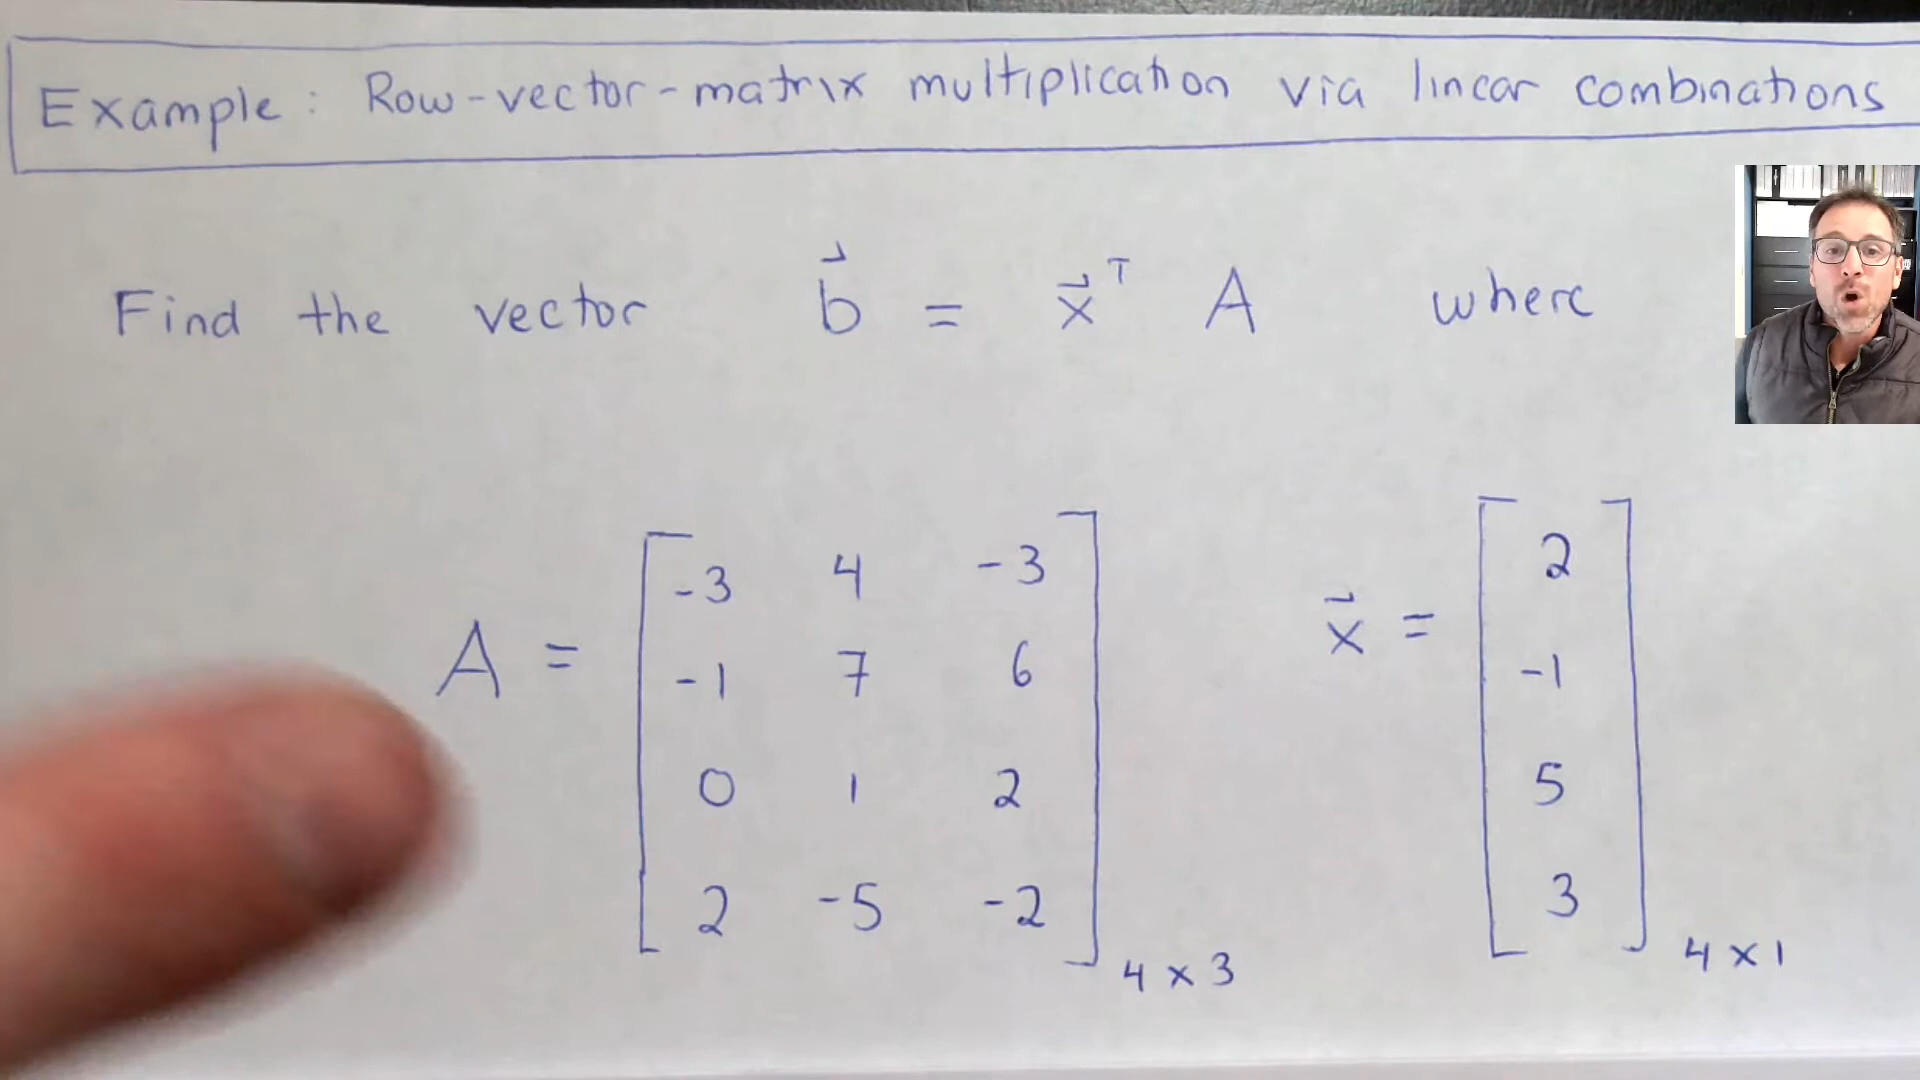 Example: Row-vector-matrix multiplication via linear combinations
Find the vector b⃗ = x⃗ᵀ A where
A = [ -3 4 -3
-1 7 6
0 1 2
2 -5 -2 ] 4 x 3
x⃗ = [ 2
-1
5
3 ] 4 x 1